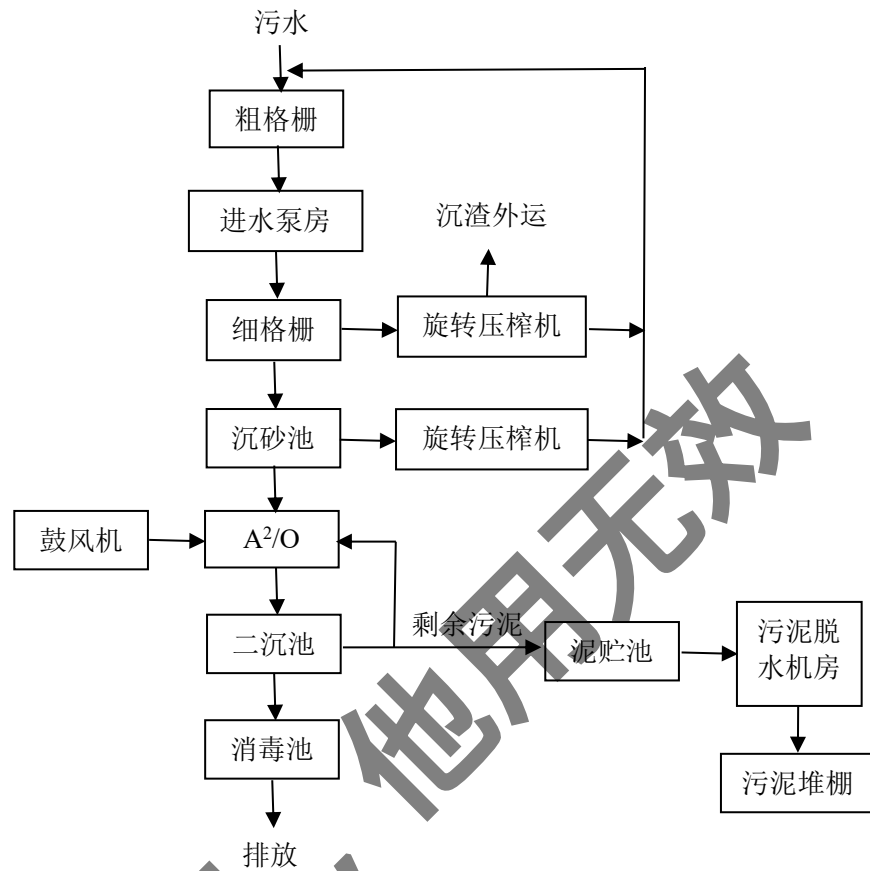 污水
粗格栅
进水泵房
沉渣外运
细格栅
旋转压榨机
沉砂池
旋转压榨机
鼓风机
A²/O
剩余污泥
二沉池
泥贮池
污泥脱
水机房
消毒池
污泥堆棚
排放
他用无效